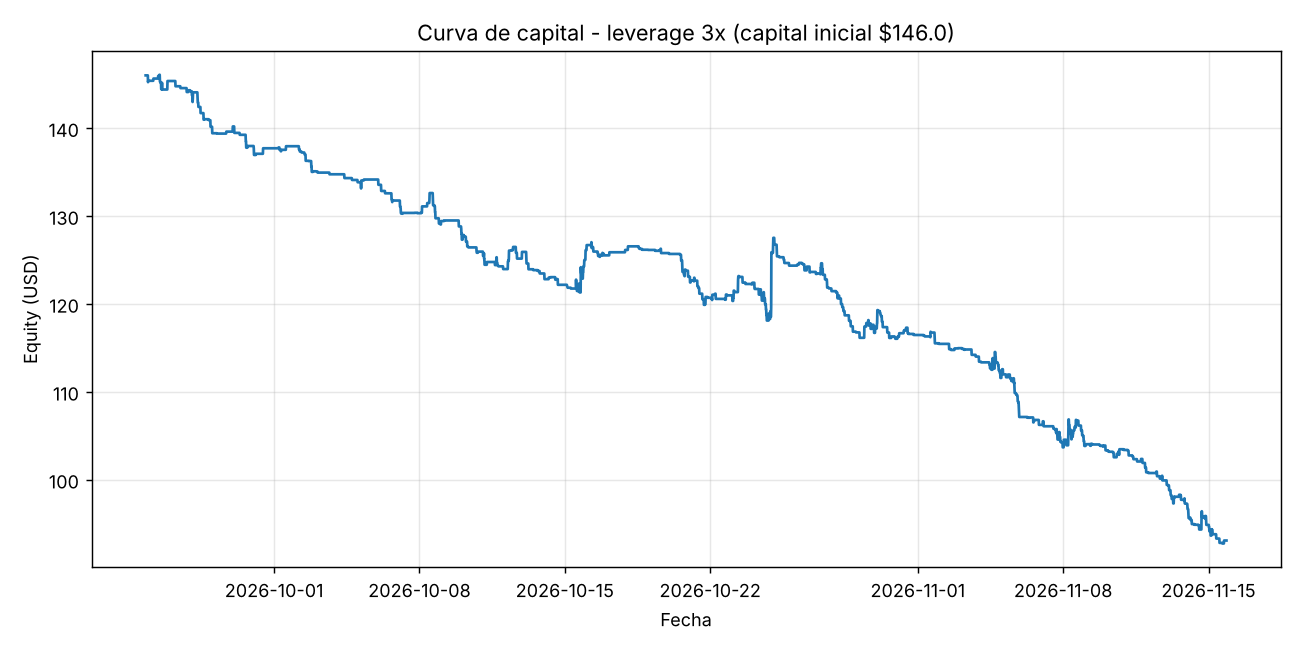 Curva de capital - leverage 3x (capital inicial $146.0)
Equity (USD)
140
130
120
110
100
2026-10-01 2026-10-08 2026-10-15 2026-10-22 2026-11-01 2026-11-08 2026-11-15
Fecha